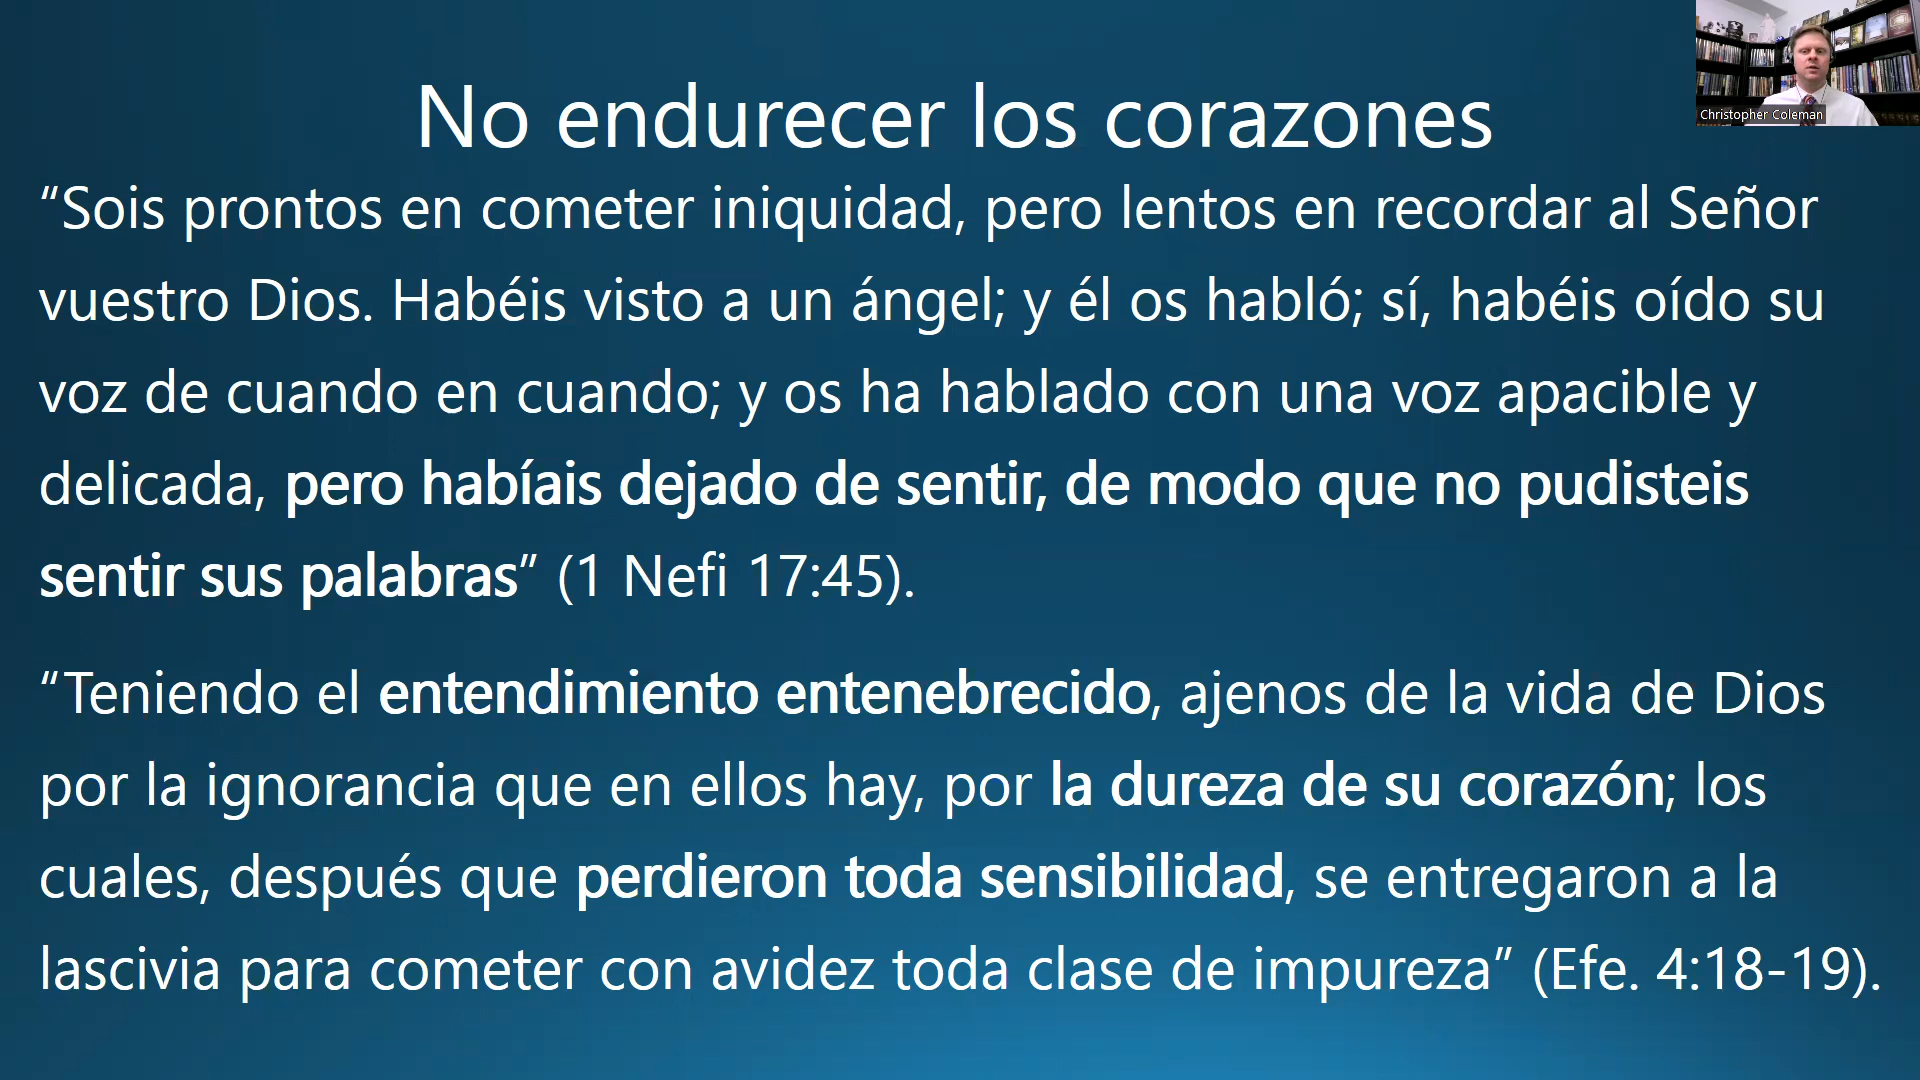 No endurecer los corazones
Christopher Coleman
“Sois prontos en cometer iniquidad, pero lentos en recordar al Señor
vuestro Dios. Habéis visto a un ángel; y él os habló; sí, habéis oído su
voz de cuando en cuando; y os ha hablado con una voz apacible y
delicada, pero habíais dejado de sentir, de modo que no pudisteis
sentir sus palabras” (1 Nefi 17:45).
“Teniendo el entendimiento entenebrecido, ajenos de la vida de Dios
por la ignorancia que en ellos hay, por la dureza de su corazón; los
cuales, después que perdieron toda sensibilidad, se entregaron a la
lascivia para cometer con avidez toda clase de impureza” (Efe. 4:18-19).